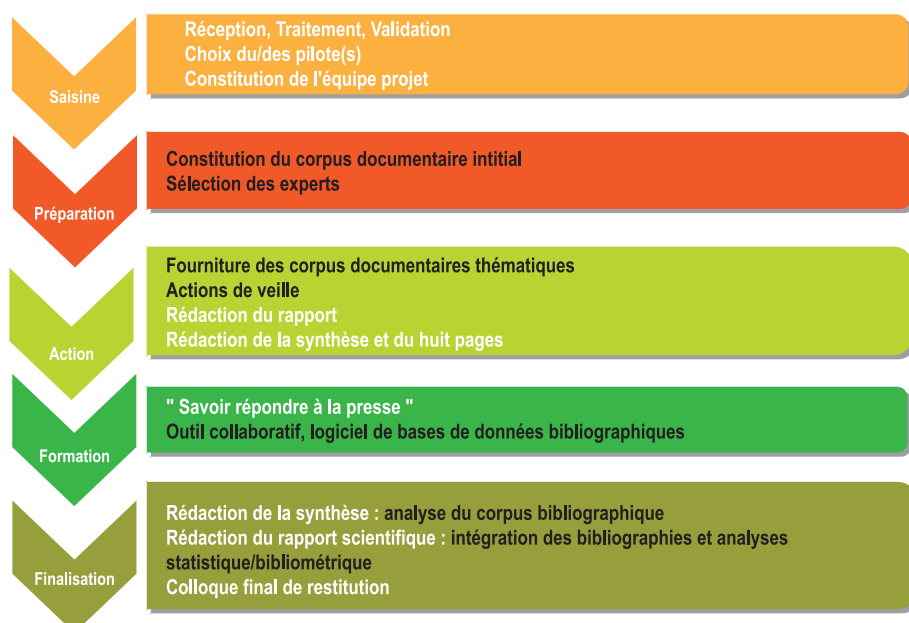 Saisine
Réception, Traitement, Validation
Choix du/des pilote(s)
Constitution de l'équipe projet
Préparation
Constitution du corpus documentaire intitial
Sélection des experts
Action
Fourniture des corpus documentaires thématiques
Actions de veille
Rédaction du rapport
Rédaction de la synthèse et du huit pages
Formation
" Savoir répondre à la presse "
Outil collaboratif, logiciel de bases de données bibliographiques
Finalisation
Rédaction de la synthèse : analyse du corpus bibliographique
Rédaction du rapport scientifique : intégration des bibliographies et analyses
statistique/bibliométrique
Colloque final de restitution